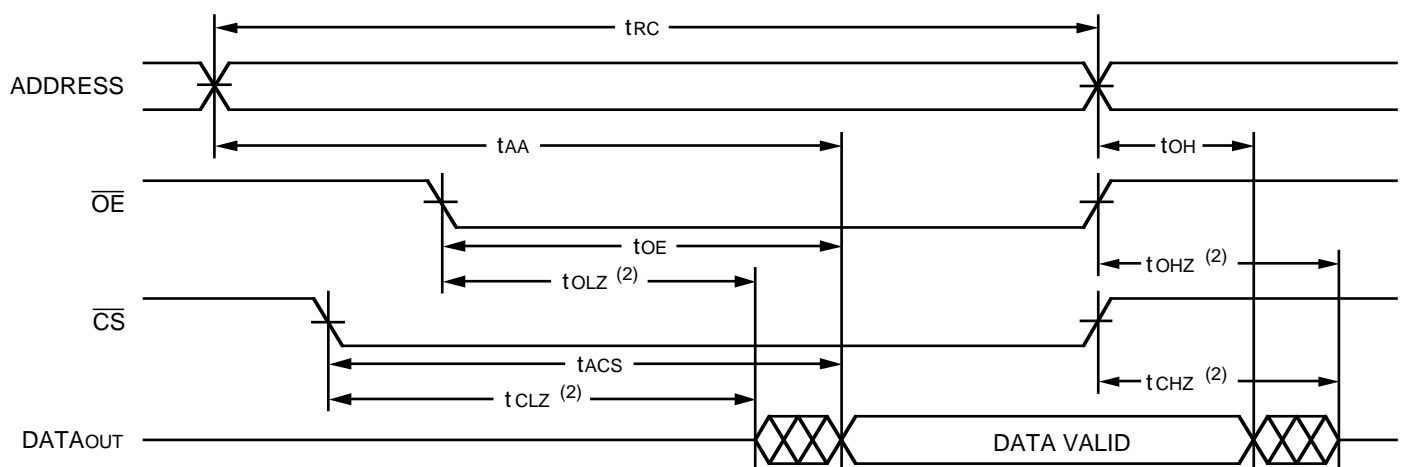 tRC
ADDRESS
tAA
tOH
OE
tOE
tOLZ (2)
tOHZ (2)
CS
tACS
tCLZ (2)
tCHZ (2)
DATAOUT
DATA VALID